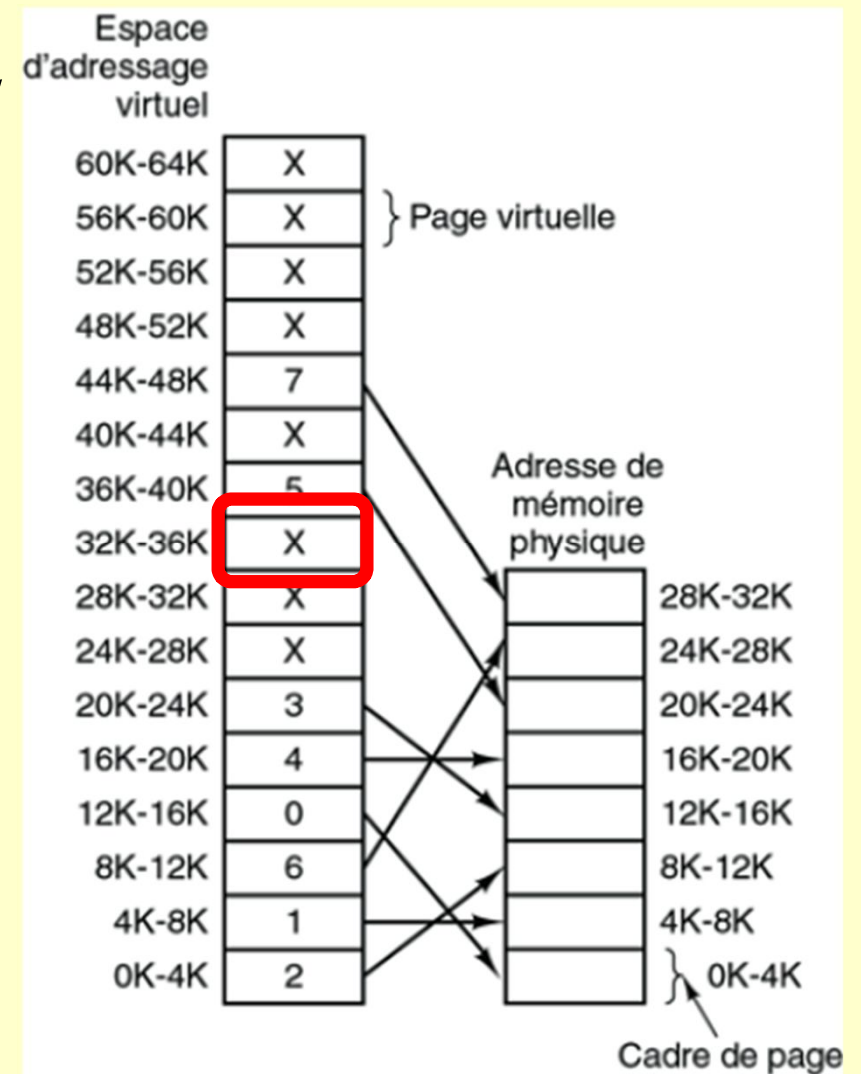 Espace
d'adressage
virtuel
60K-64K X
56K-60K X } Page virtuelle
52K-56K X
48K-52K X
44K-48K 7
40K-44K X
36K-40K 5
32K-36K X
28K-32K X
24K-28K X
20K-24K 3
16K-20K 4
12K-16K 0
8K-12K 6
4K-8K 1
0K-4K 2
Adresse de
mémoire
physique
28K-32K
24K-28K
20K-24K
16K-20K
12K-16K
8K-12K
4K-8K
0K-4K
Cadre de page